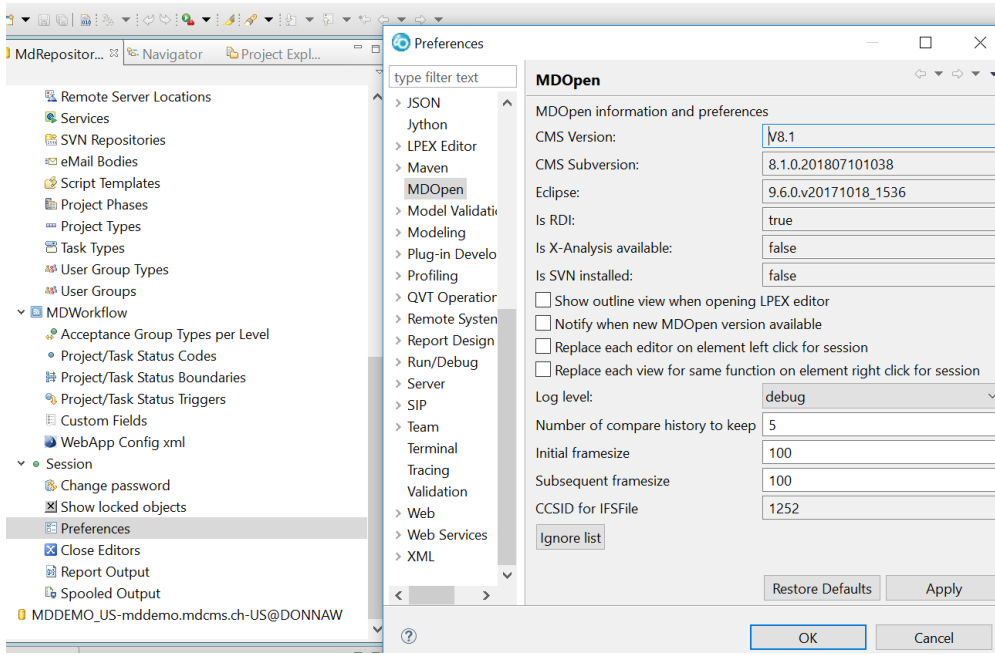 MdRepositor...
Navigator
Project Expl...
Remote Server Locations
Services
SVN Repositories
eMail Bodies
Script Templates
Project Phases
Project Types
Task Types
User Group Types
User Groups
MDWorkflow
Acceptance Group Types per Level
Project/Task Status Codes
Project/Task Status Boundaries
Project/Task Status Triggers
Custom Fields
WebApp Config xml
Session
Change password
Show locked objects
Preferences
Close Editors
Report Output
Spooled Output
MDDEMO_US-mddemo.mdcms.ch-US@DONNAW
Preferences
type filter text
JSON
Jython
LPEX Editor
Maven
MDOpen
Model Validati
Modeling
Plug-in Develo
Profiling
QVT Operation
Remote System
Report Design
Run/Debug
Server
SIP
Team
Terminal
Tracing
Validation
Web
Web Services
XML
MDOpen
MDOpen information and preferences
CMS Version: V8.1
CMS Subversion: 8.1.0.201807101038
Eclipse: 9.6.0.v20171018_1536
Is RDI: true
Is X-Analysis available: false
Is SVN installed: false
Show outline view when opening LPEX editor
Notify when new MDOpen version available
Replace each editor on element left click for session
Replace each view for same function on element right click for session
Log level: debug
Number of compare history to keep 5
Initial framesize 100
Subsequent framesize 100
CCSID for IFSFile 1252
Ignore list
Restore Defaults Apply
OK Cancel